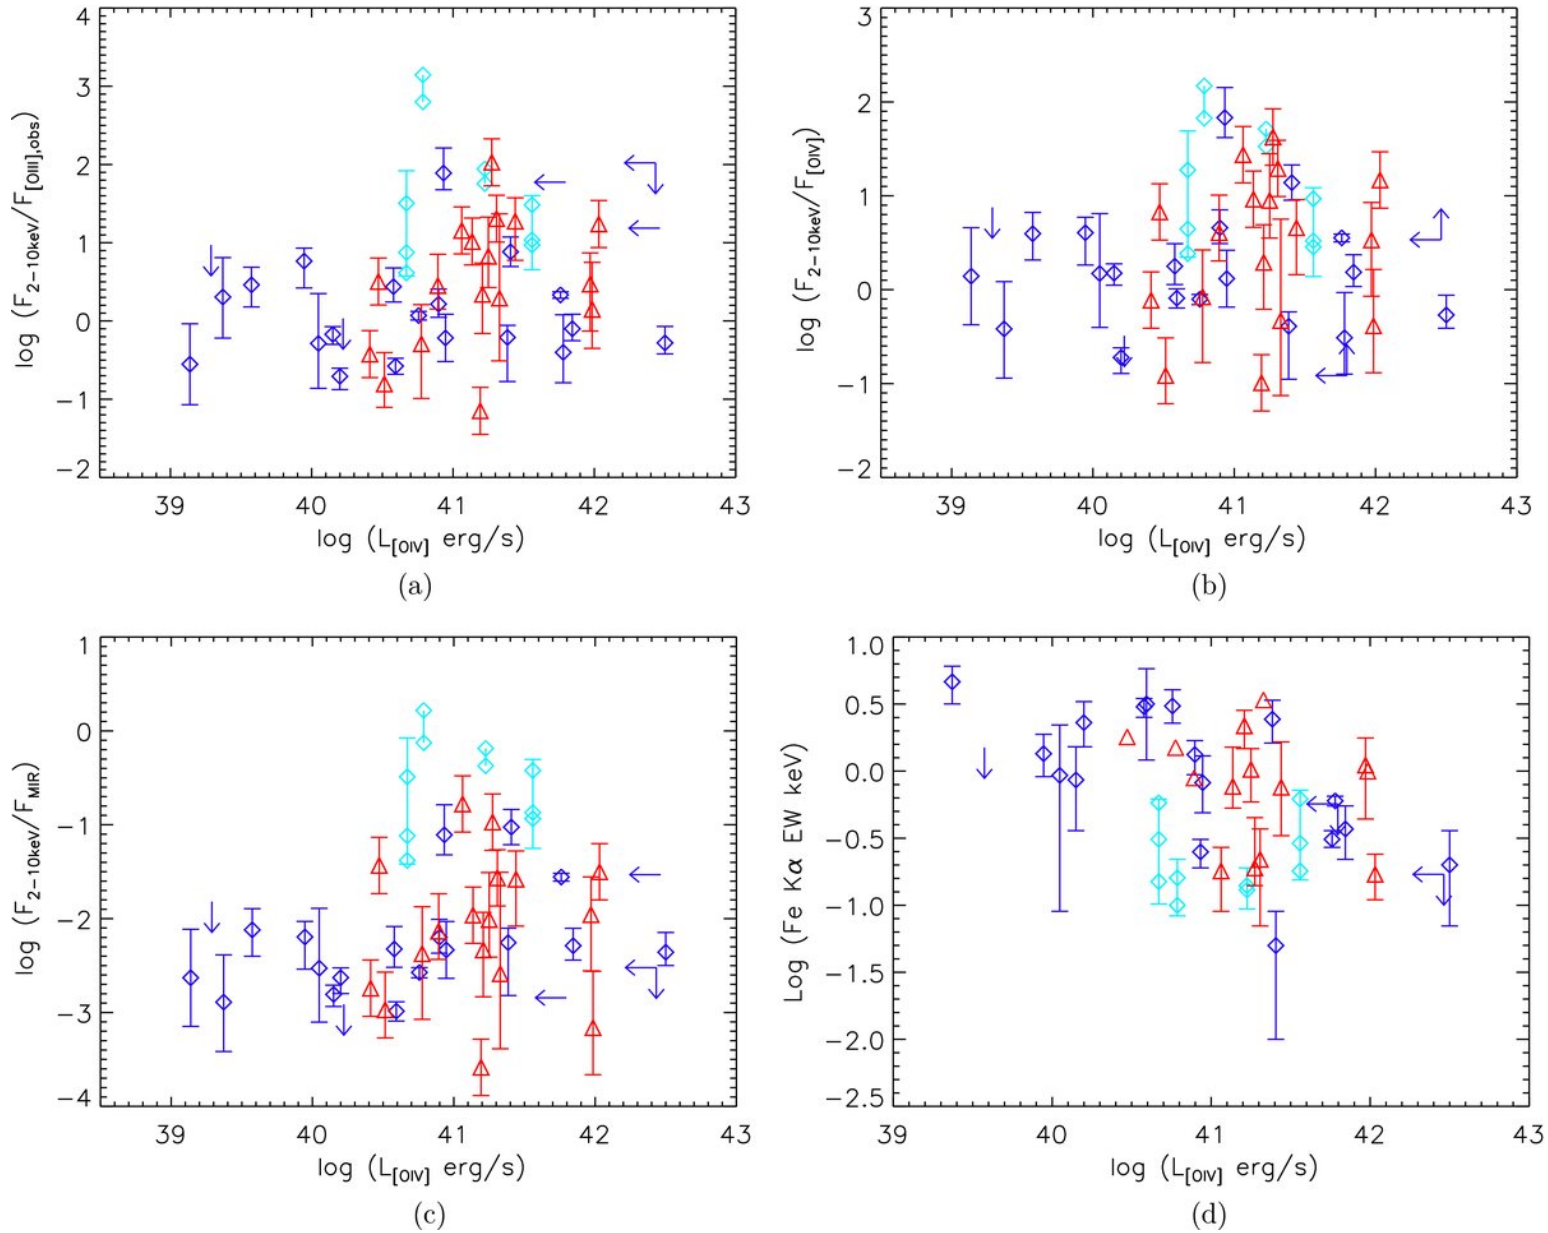 4
3
2
1
0
−1
−2
log (F2−10keV/F[OIII],obs)
39 40 41 42 43
log (L[OIV] erg/s)
(a)
3
2
1
0
−1
−2
log (F2−10keV/F[OIV])
39 40 41 42 43
log (L[OIV] erg/s)
(b)
1
0
−1
−2
−3
−4
log (F2−10keV/FMIR)
39 40 41 42 43
log (L[OIV] erg/s)
(c)
1.0
0.5
0.0
−0.5
−1.0
−1.5
−2.0
−2.5
Log (Fe Kα EW keV)
39 40 41 42 43
log (L[OIV] erg/s)
(d)